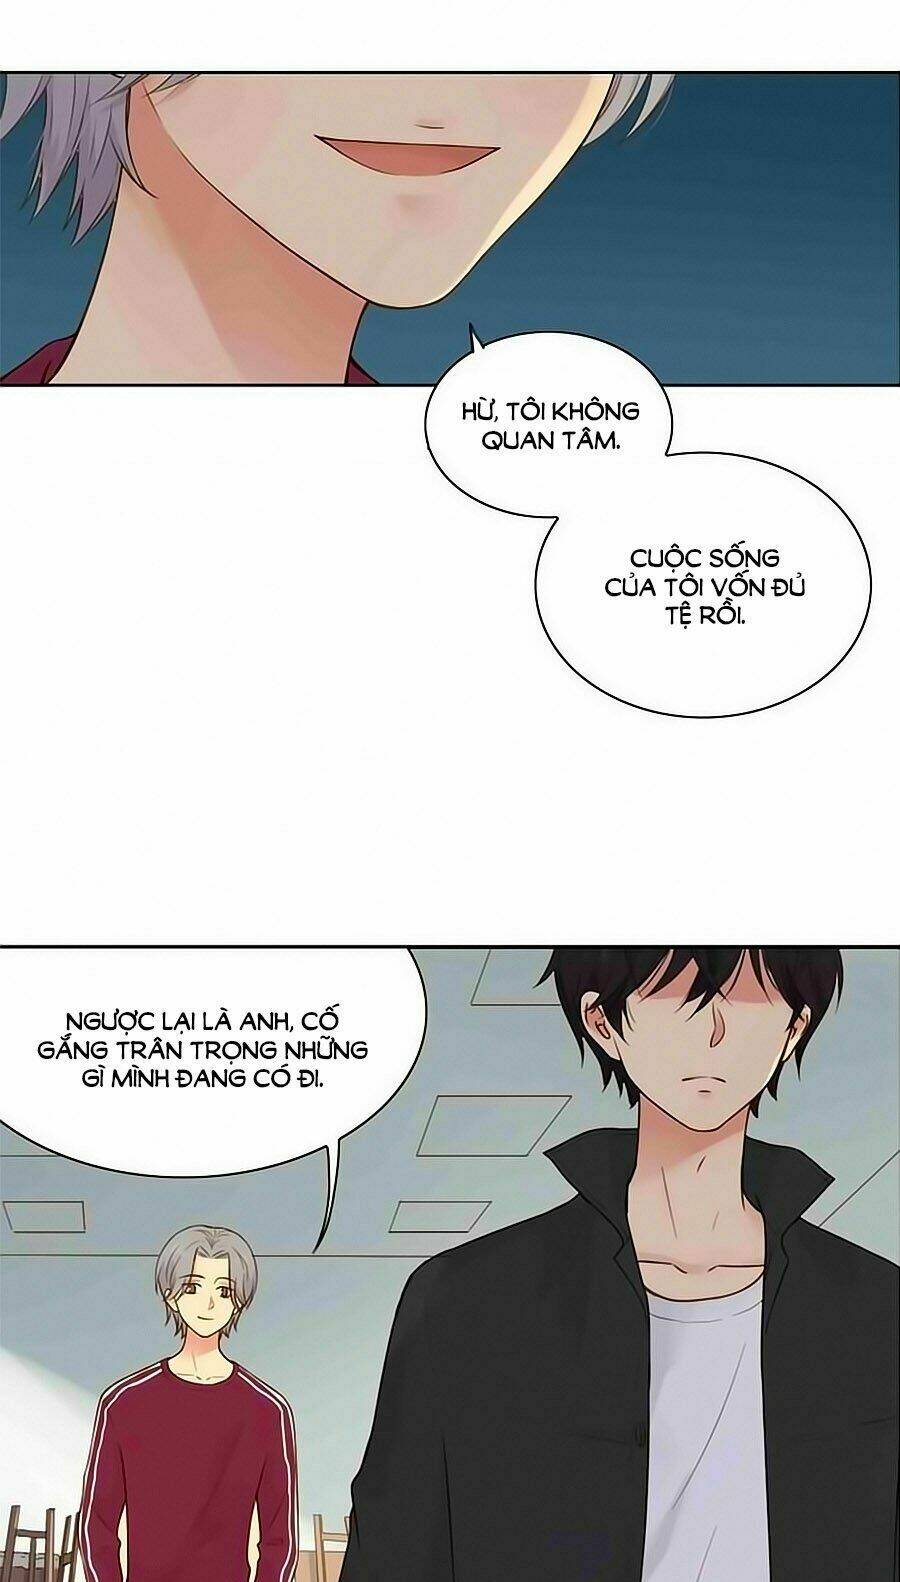 HỪ, TÔI KHÔNG
QUAN TÂM.
CUỘC SỐNG
CỦA TÔI VỐN ĐỦ
TỆ RỒI.
NGƯỢC LẠI LÀ ANH, CỐ
GẮNG TRÂN TRỌNG NHỮNG
GÌ MÌNH ĐANG CÓ ĐI.